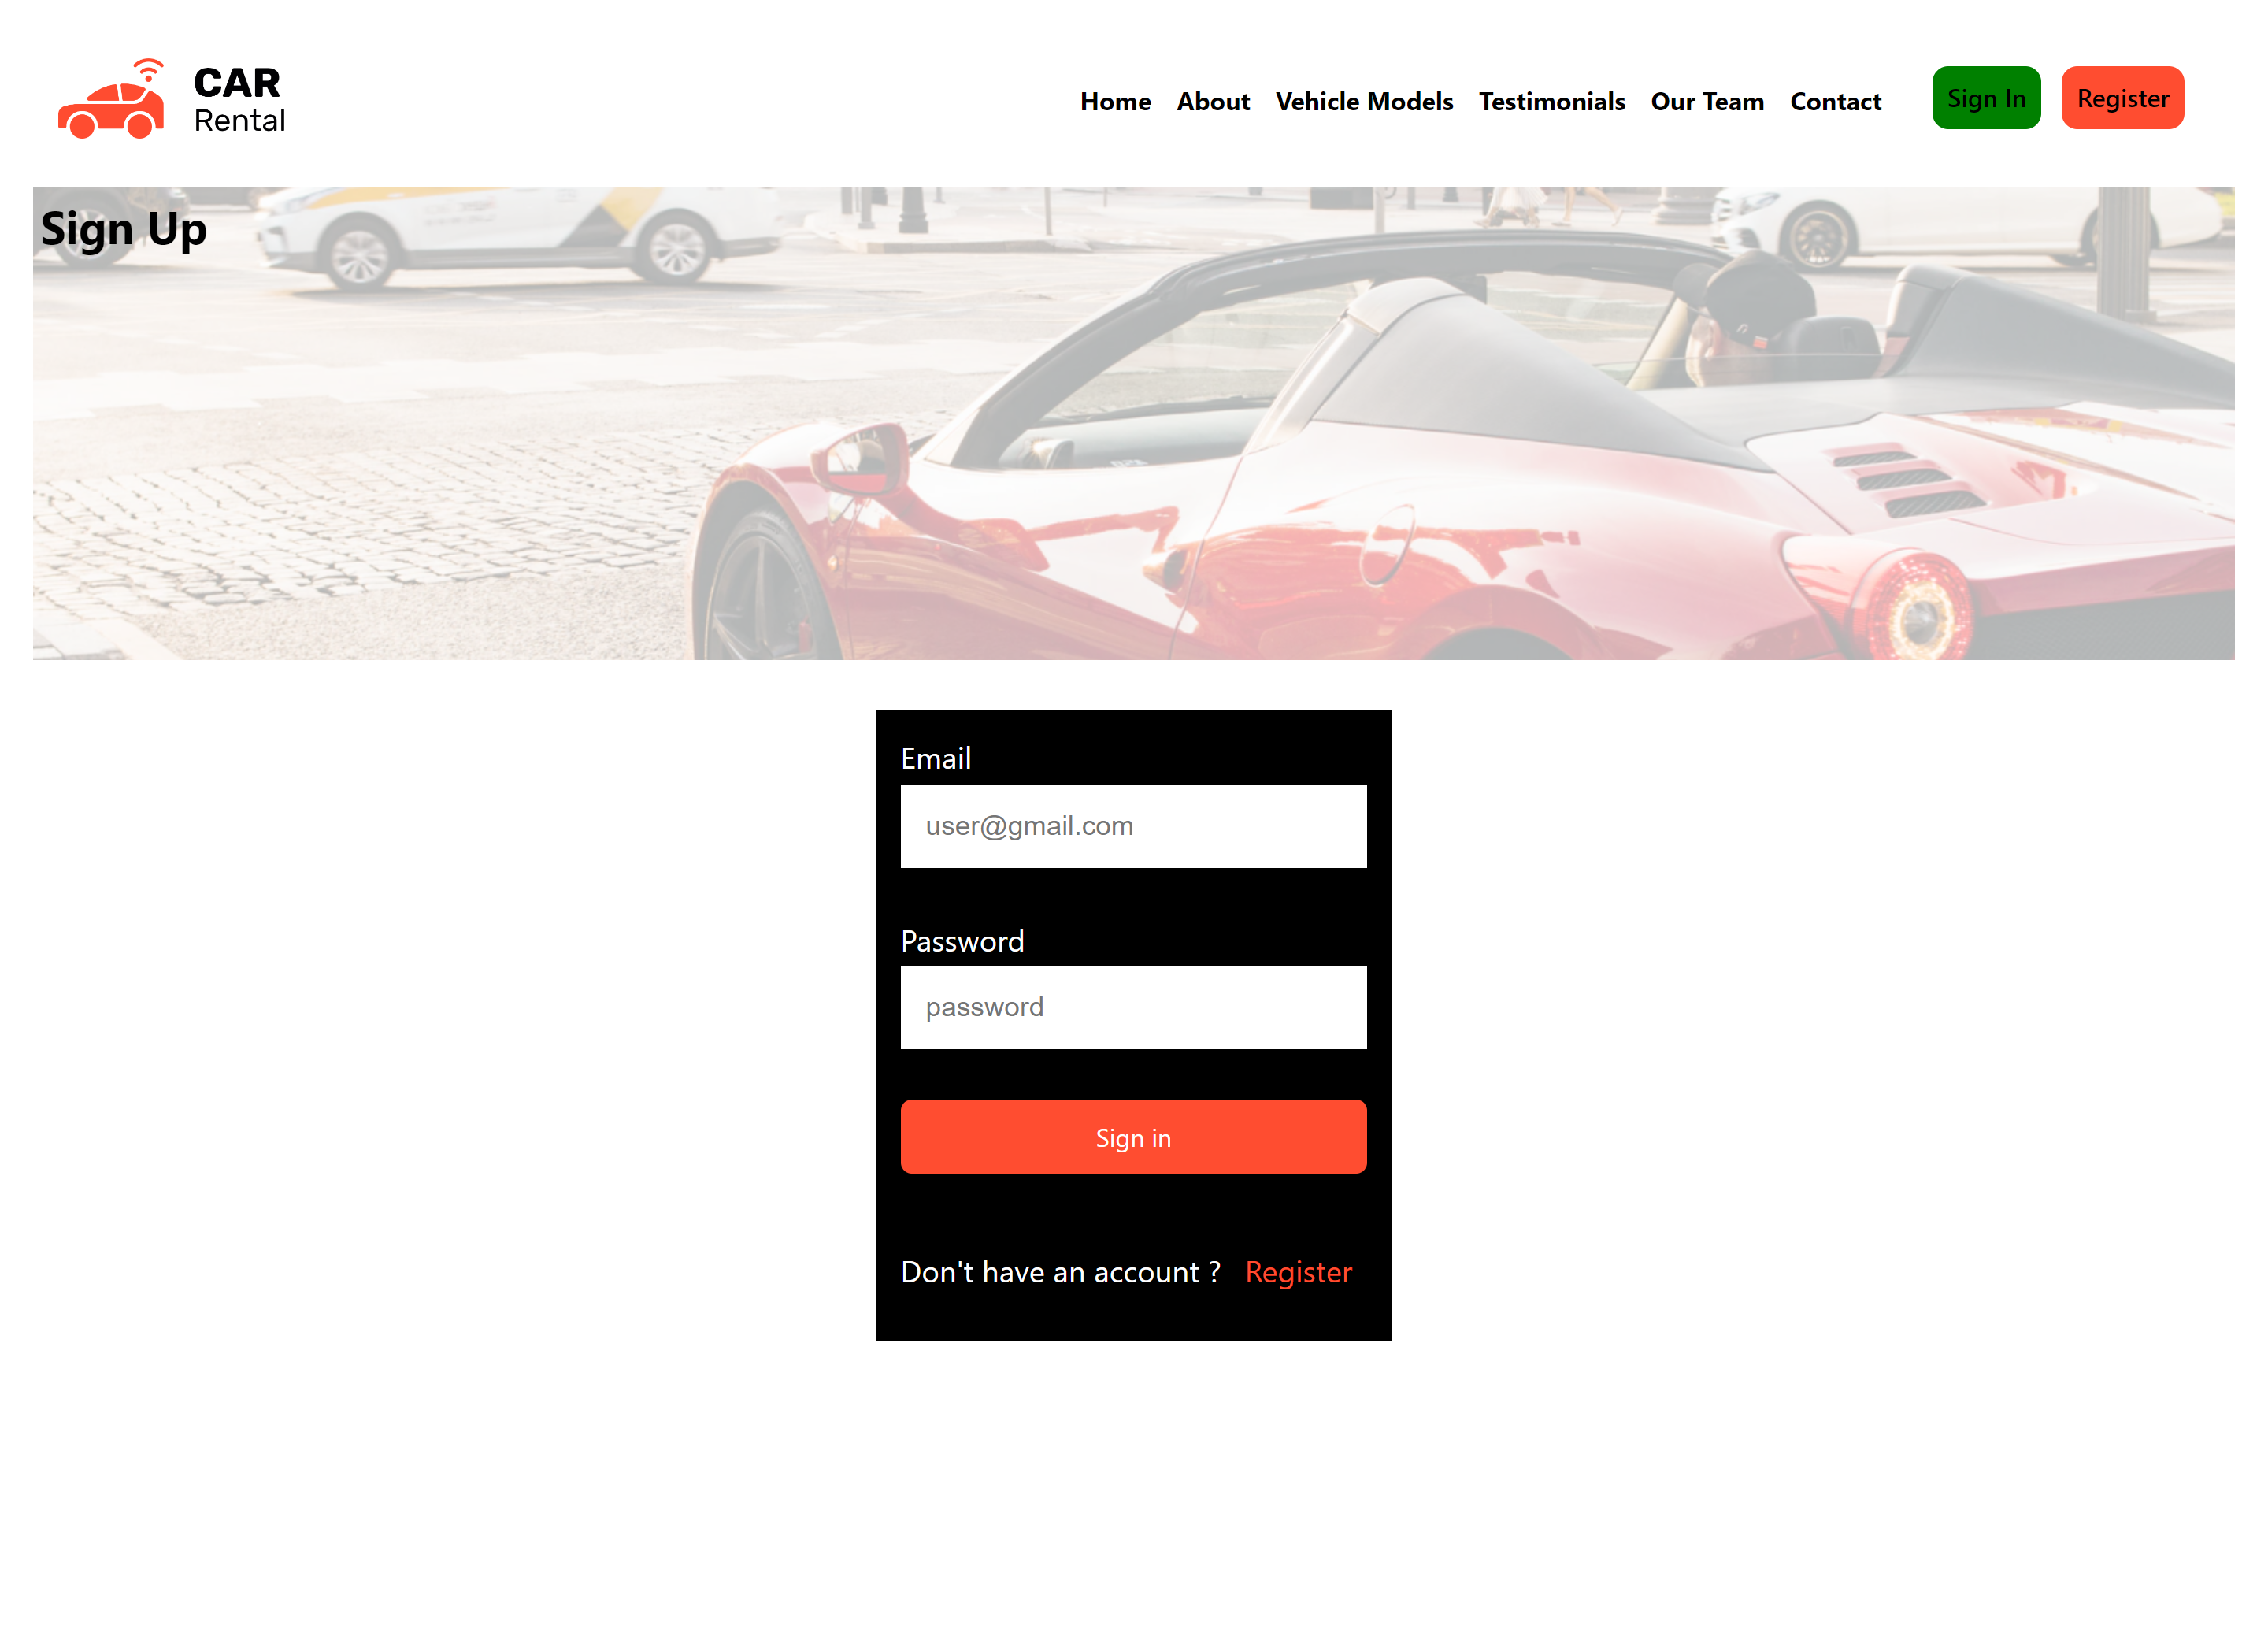 CAR
Rental
Home About Vehicle Models Testimonials Our Team Contact Sign In Register
Sign Up
Email
user@gmail.com
Password
password
Sign in
Don't have an account ? Register